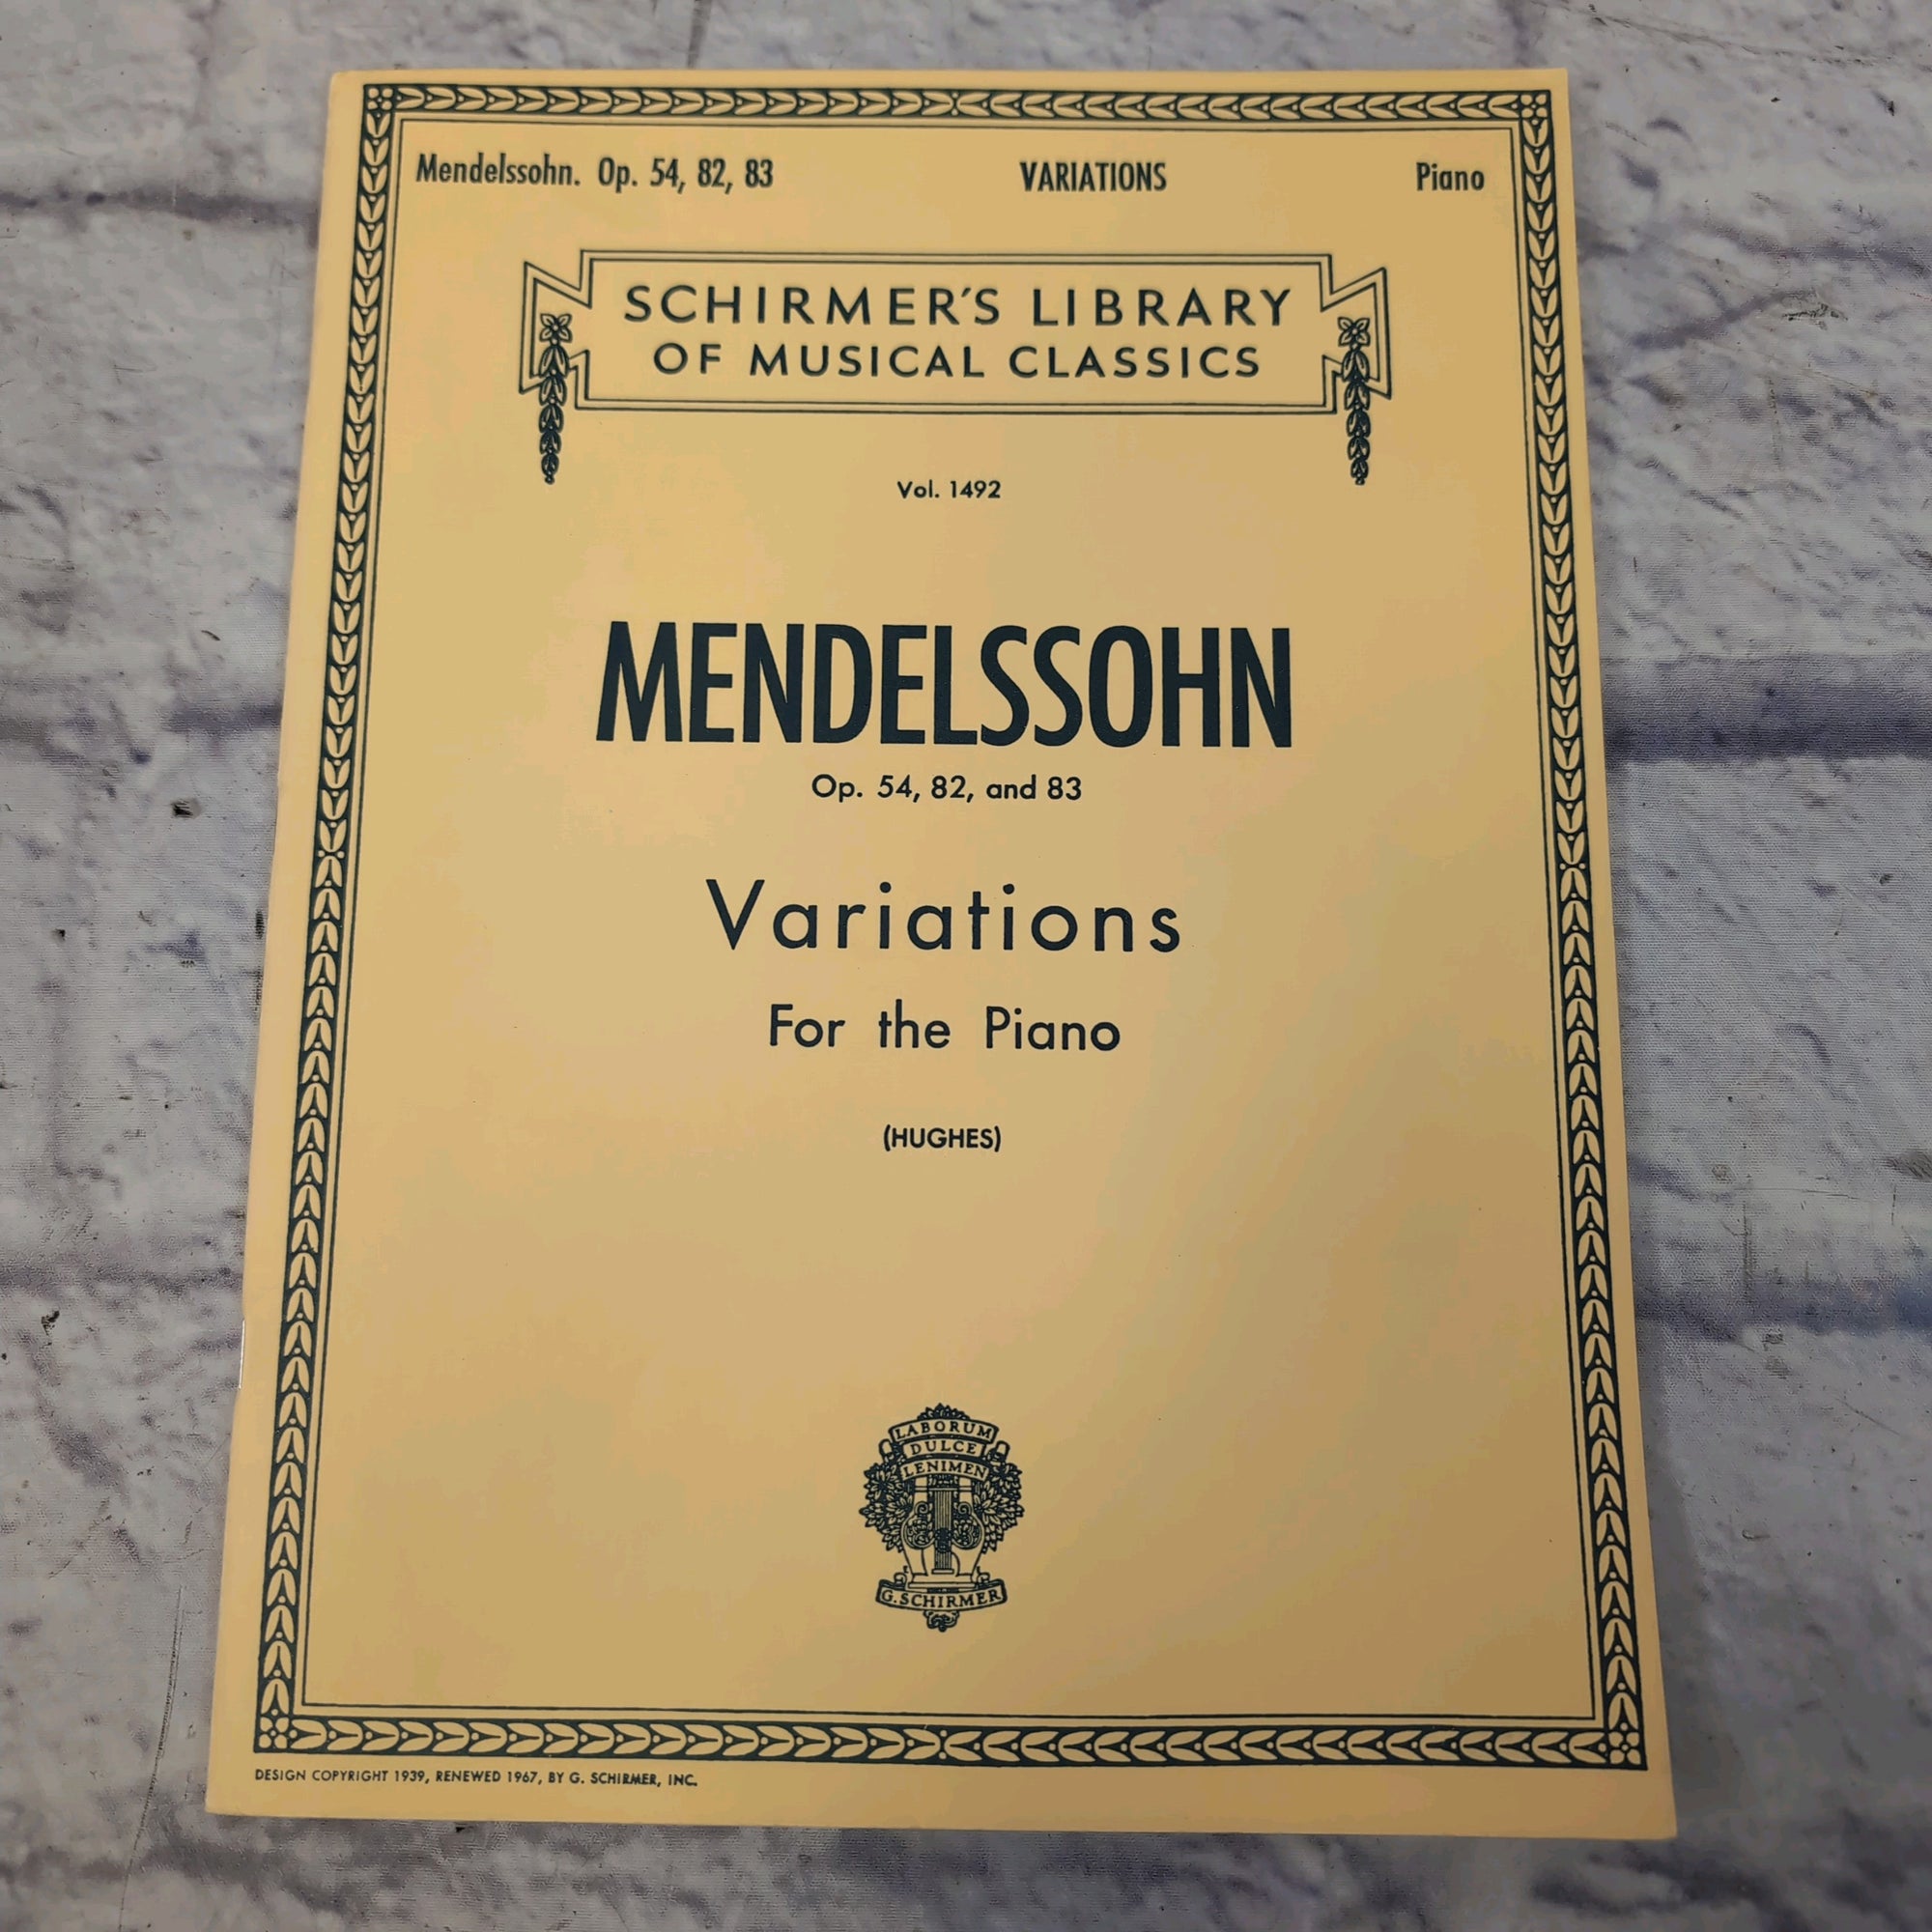 Mendelssohn. Op. 54, 82, 83 VARIATIONS Piano
SCHIRMER'S LIBRARY
OF MUSICAL CLASSICS
Vol. 1492
MENDELSSOHN
Op. 54, 82, and 83
Variations
For the Piano
(HUGHES)
LABORUM
DULCE
LENIMEN
G. SCHIRMER
DESIGN COPYRIGHT 1939, RENEWED 1967, BY G. SCHIRMER, INC.